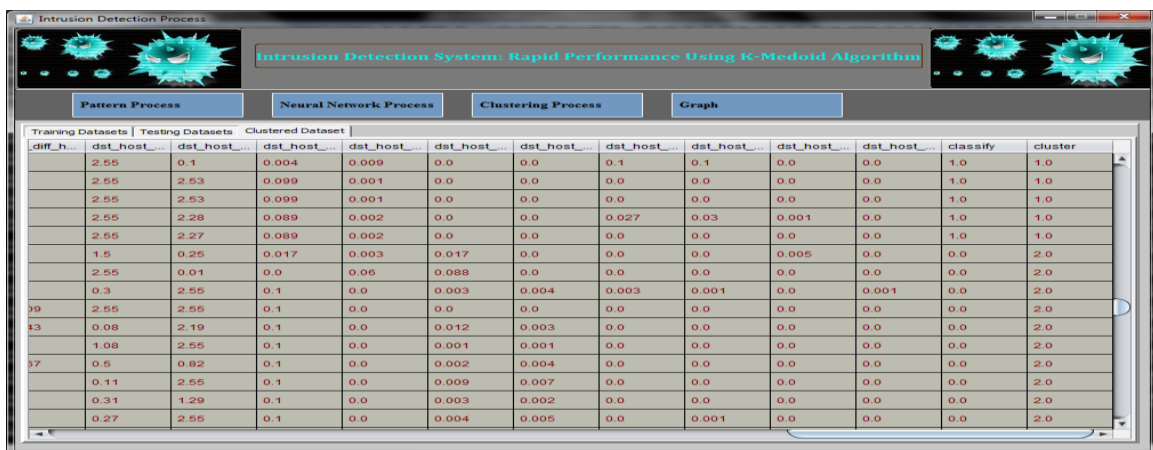 Intrusion Detection Process
Intrusion Detection System: Rapid Performance Using K-Medoid Algorithm
Pattern Process Neural Network Process Clustering Process Graph
Training Datasets Testing Datasets Clustered Dataset
_diff_h... dst_host_... dst_host_... dst_host_... dst_host_... dst_host_... dst_host_... dst_host_... dst_host_... dst_host_... dst_host_... classify cluster
2.55 0.1 0.004 0.009 0.0 0.0 0.1 0.1 0.0 0.0 1.0 1.0
2.55 2.53 0.099 0.001 0.0 0.0 0.0 0.0 0.0 0.0 1.0 1.0
2.55 2.53 0.099 0.001 0.0 0.0 0.0 0.0 0.0 0.0 1.0 1.0
2.55 2.28 0.089 0.002 0.0 0.0 0.027 0.03 0.001 0.0 1.0 1.0
2.55 2.27 0.089 0.002 0.0 0.0 0.0 0.0 0.0 0.0 1.0 1.0
1.5 0.25 0.017 0.003 0.017 0.0 0.0 0.0 0.005 0.0 0.0 2.0
2.55 0.01 0.0 0.06 0.088 0.0 0.0 0.0 0.0 0.0 0.0 2.0
0.3 2.55 0.1 0.0 0.003 0.004 0.003 0.001 0.0 0.001 0.0 2.0
09 2.55 2.55 0.1 0.0 0.0 0.0 0.0 0.0 0.0 0.0 0.0 2.0
43 0.08 2.19 0.1 0.0 0.012 0.003 0.0 0.0 0.0 0.0 0.0 2.0
1.08 2.55 0.1 0.0 0.001 0.001 0.0 0.0 0.0 0.0 0.0 2.0
57 0.5 0.82 0.1 0.0 0.002 0.004 0.0 0.0 0.0 0.0 0.0 2.0
0.11 2.55 0.1 0.0 0.009 0.007 0.0 0.0 0.0 0.0 0.0 2.0
0.31 1.29 0.1 0.0 0.003 0.002 0.0 0.0 0.0 0.0 0.0 2.0
0.27 2.55 0.1 0.0 0.004 0.005 0.0 0.001 0.0 0.0 0.0 2.0